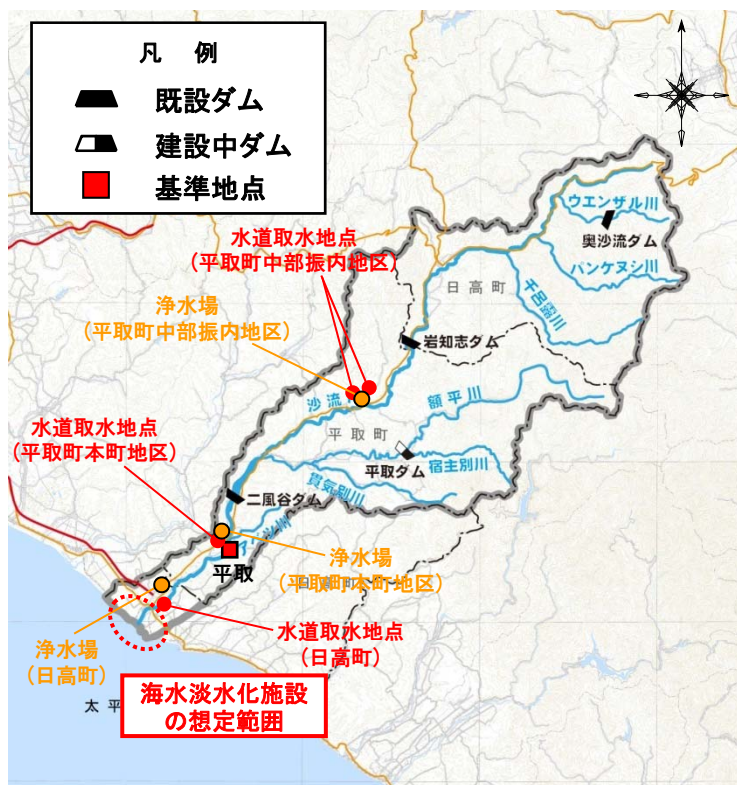 凡 例
既設ダム
建設中ダム
基準地点
水道取水地点
(平取町中部振内地区)
浄水場
(平取町中部振内地区)
ウエンザル川
奥沙流ダム
パンケヌシ川
日高町
千呂露川
岩知志ダム
沙流
額平川
水道取水地点
(平取町本町地区)
平取町
平取ダム
宿主別川
貫気別川
二風谷ダム
平取
浄水場
(平取町本町地区)
浄水場
(日高町)
水道取水地点
(日高町)
海水淡水化施設
の想定範囲
太平